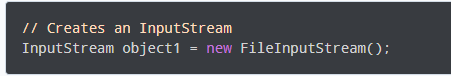 // Creates an InputStream
InputStream object1 = new FileInputStream();